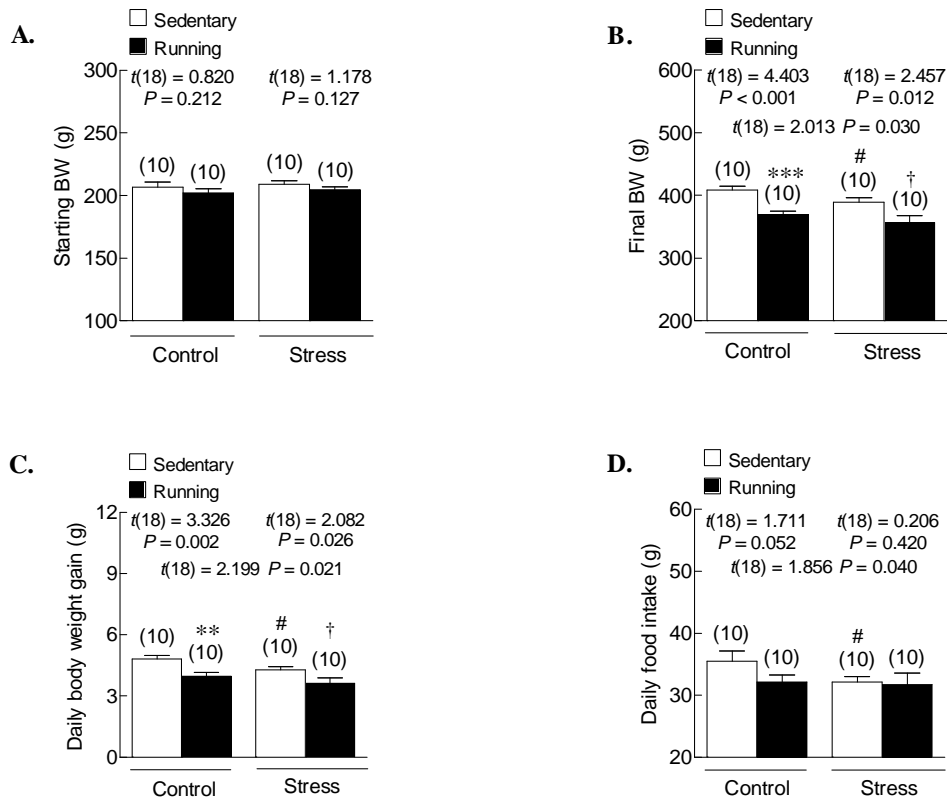 A.
Sedentary
Running
t(18) = 0.820
P = 0.212
t(18) = 1.178
P = 0.127
Starting BW (g)
300
250
200
150
100
(10)
(10)
(10)
(10)
Control
Stress
B.
Sedentary
Running
t(18) = 4.403
P < 0.001
t(18) = 2.457
P = 0.012
t(18) = 2.013 P = 0.030
Final BW (g)
600
500
400
300
200
(10)
***
(10)
#
(10)
†
(10)
Control
Stress
C.
Sedentary
Running
t(18) = 3.326
P = 0.002
t(18) = 2.082
P = 0.026
t(18) = 2.199 P = 0.021
Daily body weight gain (g)
12
9
6
3
0
(10)
**
(10)
#
(10)
†
(10)
Control
Stress
D.
Sedentary
Running
t(18) = 1.711
P = 0.052
t(18) = 0.206
P = 0.420
t(18) = 1.856 P = 0.040
Daily food intake (g)
60
50
40
30
20
(10)
(10)
#
(10)
(10)
Control
Stress